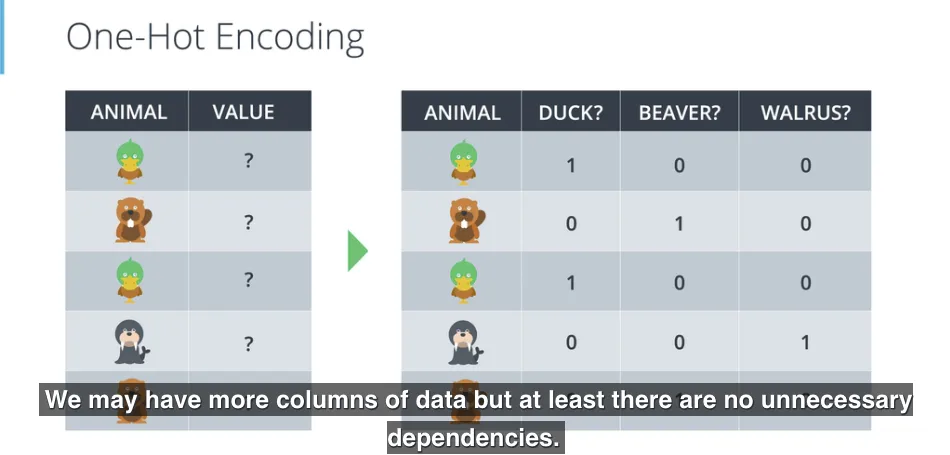 One-Hot Encoding
ANIMAL VALUE
?
?
?
?
ANIMAL DUCK? BEAVER? WALRUS?
1 0 0
0 1 0
1 0 0
0 0 1
We may have more columns of data but at least there are no unnecessary
dependencies.